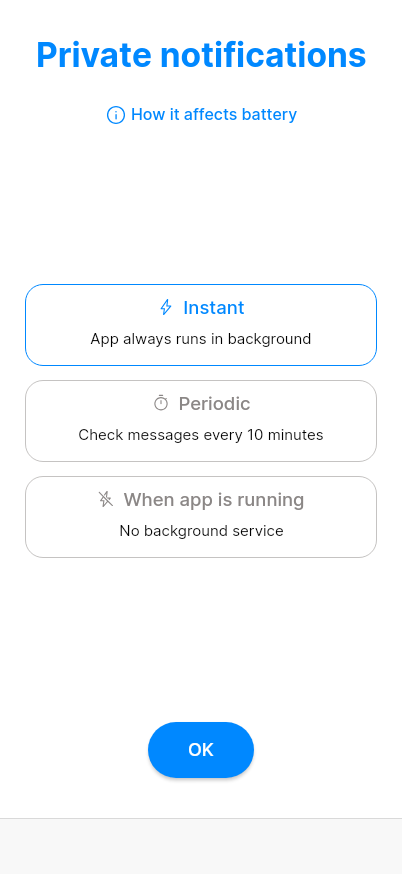 Private notifications
How it affects battery
Instant
App always runs in background
Periodic
Check messages every 10 minutes
When app is running
No background service
OK